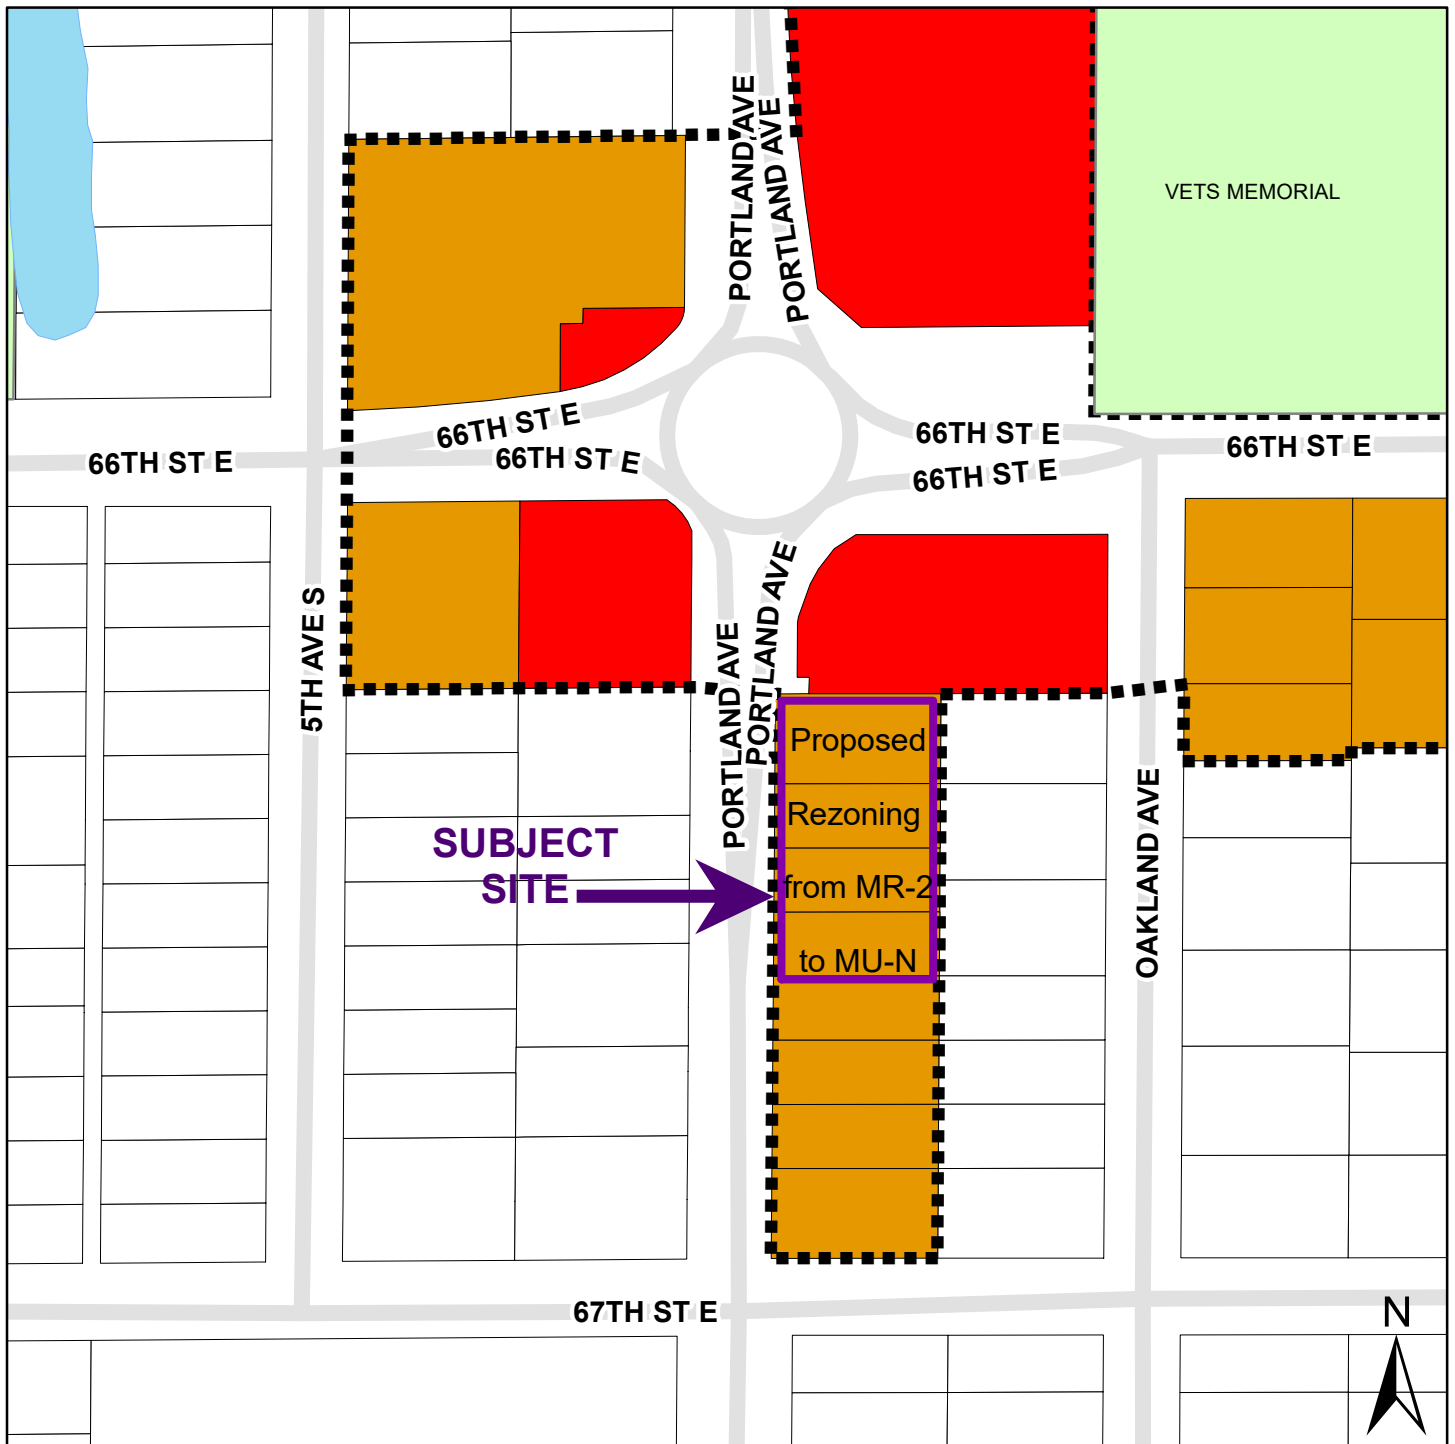 PORTLAND AVE
PORTLAND AVE
VETS MEMORIAL
66TH ST E
66TH ST E
66TH ST E
66TH ST E
66TH ST E
66TH ST E
5TH AVE S
PORTLAND AVE
PORTLAND AVE
OAKLAND AVE
SUBJECT
SITE
Proposed
Rezoning
from MR-2
to MU-N
67TH ST E
N